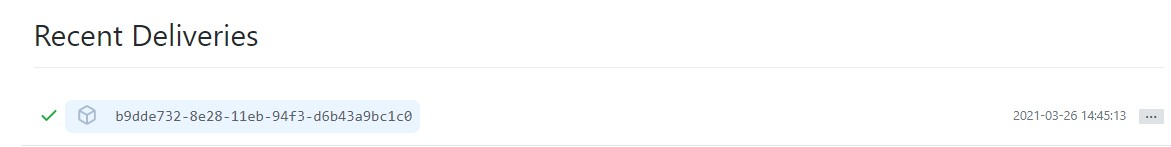 Recent Deliveries
b9dde732-8e28-11eb-94f3-d6b43a9bc1c0 2021-03-26 14:45:13 ...